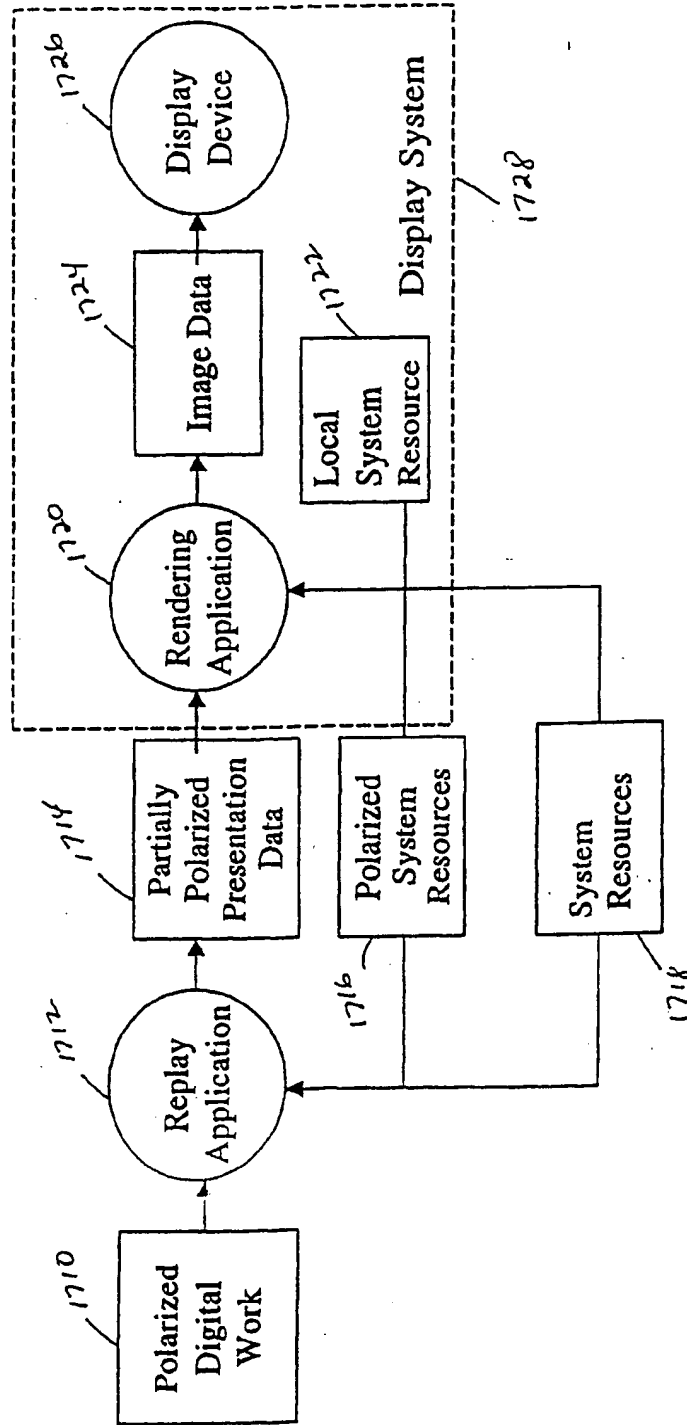 1710
Polarized
Digital
Work
1712
Replay
Application
1714
Partially
Polarized
Presentation
Data
1716
Polarized
System
Resources
1718
System
Resources
1720
Rendering
Application
1722
Local
System
Resource
1724
Image Data
1726
Display
Device
Display System
1728